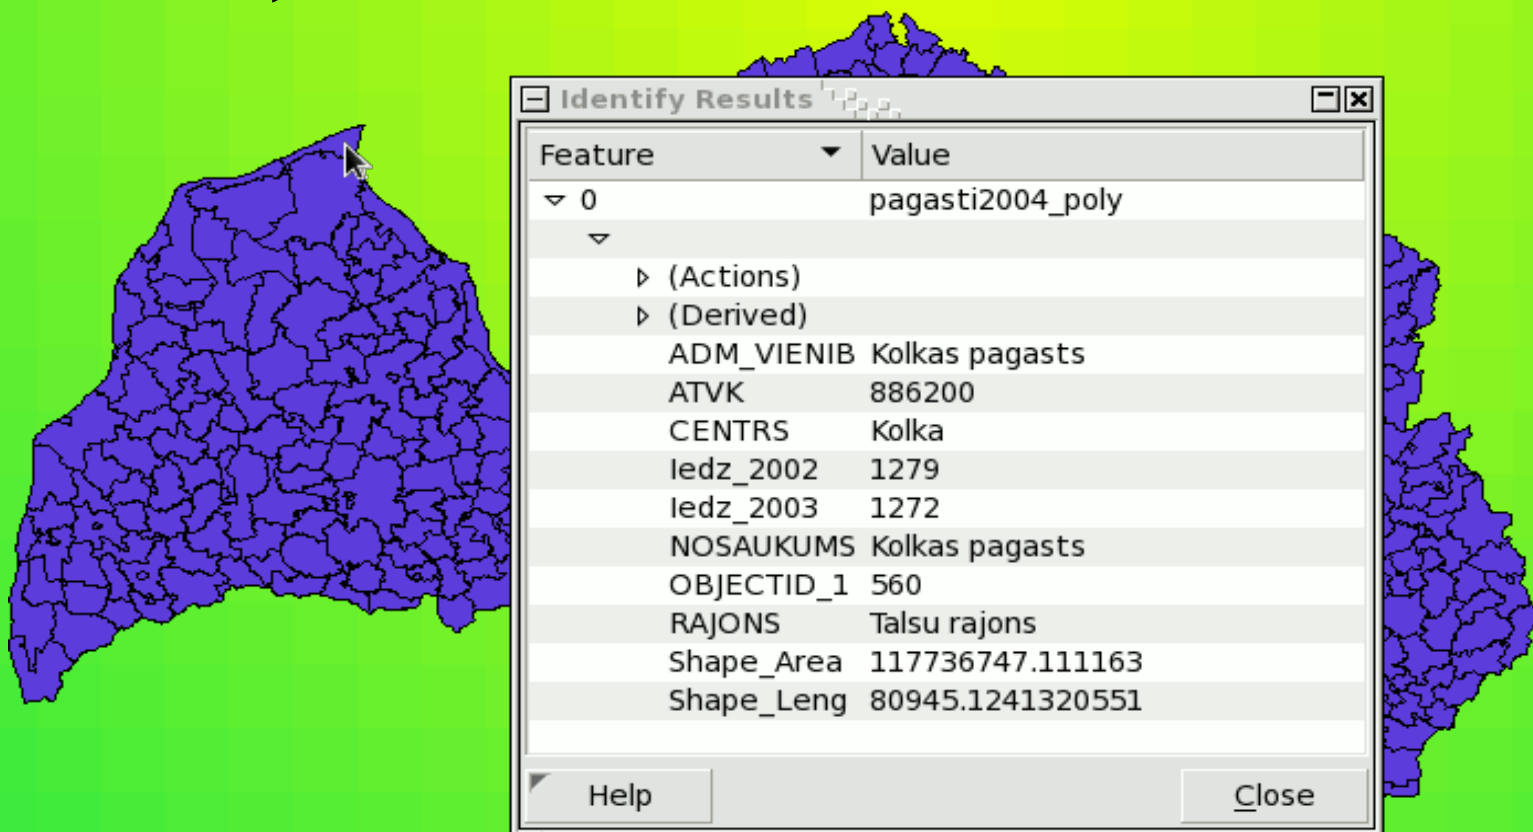 Identify Results
Feature Value
0 pagasti2004_poly
(Actions)
(Derived)
ADM_VIENIB Kolkas pagasts
ATVK 886200
CENTRS Kolka
Iedz_2002 1279
Iedz_2003 1272
NOSAUKUMS Kolkas pagasts
OBJECTID_1 560
RAJONS Talsu rajons
Shape_Area 117736747.111163
Shape_Leng 80945.1241320551
Help Close